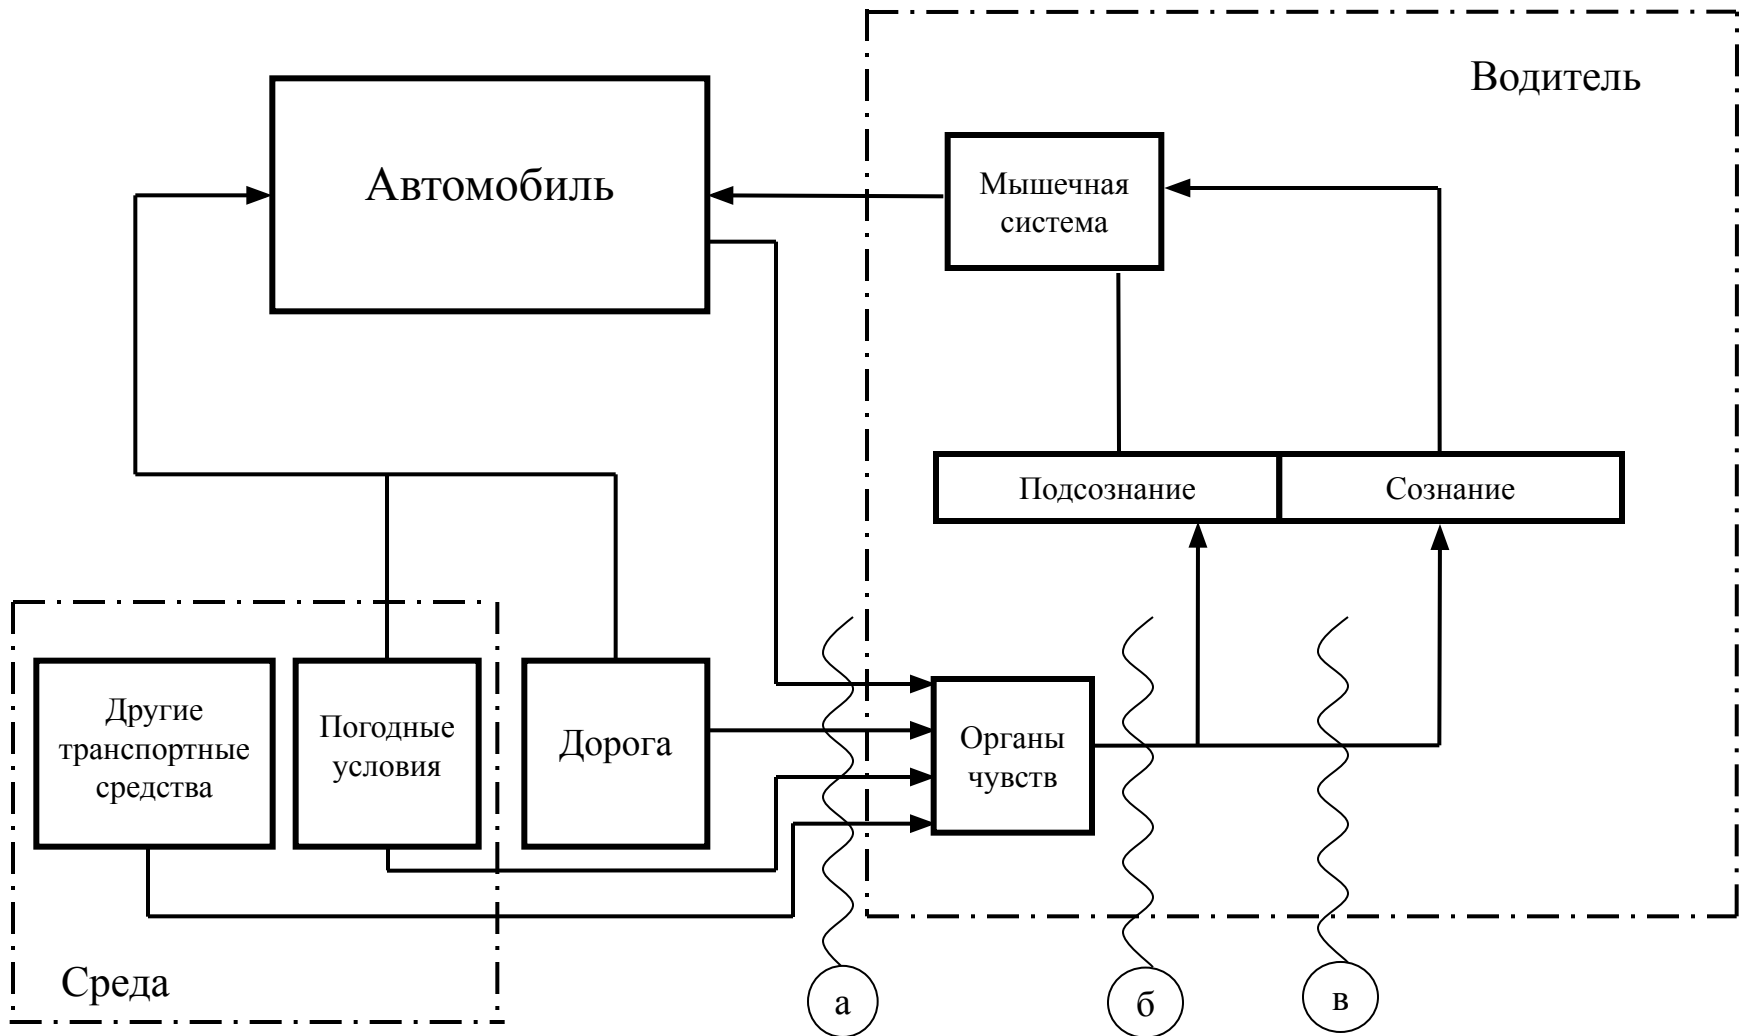 Водитель
Автомобиль
Мышечная
система
Подсознание
Сознание
Другие
транспортные
средства
Погодные
условия
Дорога
Органы
чувств
Среда
а
б
в